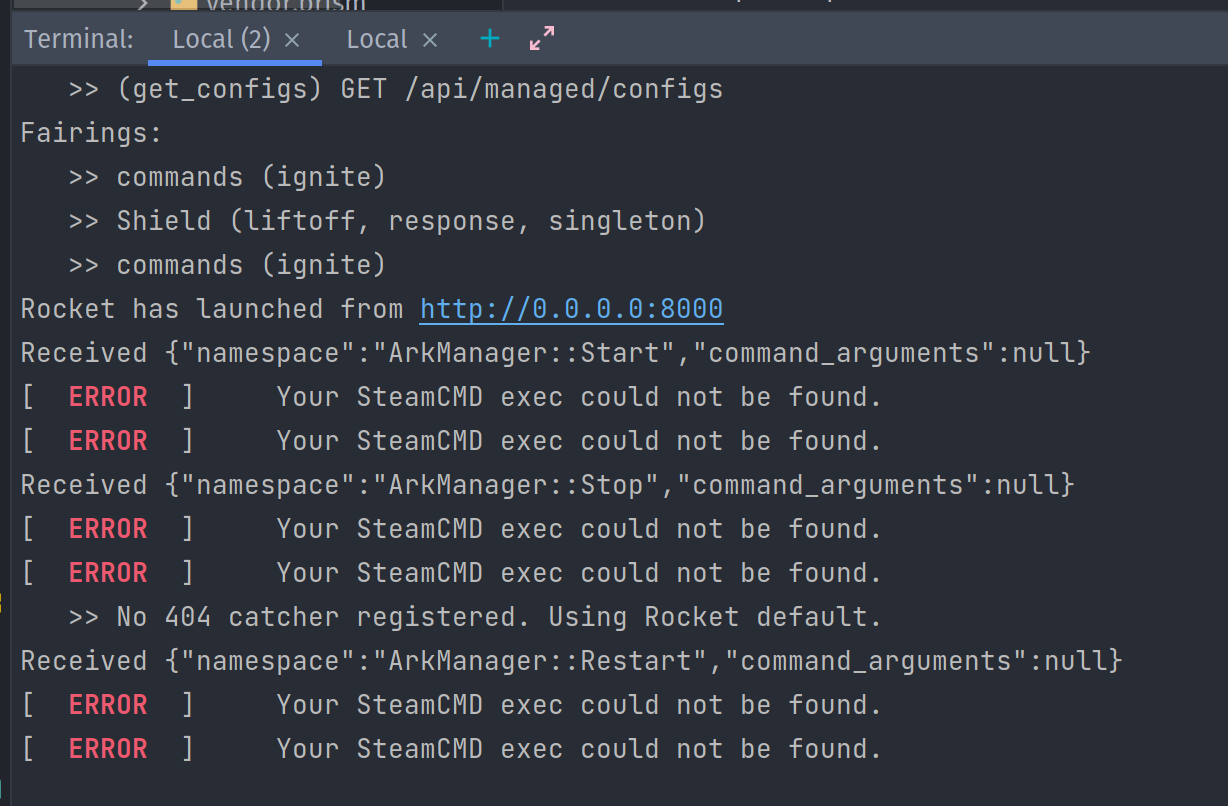 vendor.prism
Terminal: Local (2) × Local × +
>> (get_configs) GET /api/managed/configs
Fairings:
>> commands (ignite)
>> Shield (liftoff, response, singleton)
>> commands (ignite)
Rocket has launched from http://0.0.0.0:8000
Received {"namespace":"ArkManager::Start","command_arguments":null}
[ ERROR ] Your SteamCMD exec could not be found.
[ ERROR ] Your SteamCMD exec could not be found.
Received {"namespace":"ArkManager::Stop","command_arguments":null}
[ ERROR ] Your SteamCMD exec could not be found.
[ ERROR ] Your SteamCMD exec could not be found.
>> No 404 catcher registered. Using Rocket default.
Received {"namespace":"ArkManager::Restart","command_arguments":null}
[ ERROR ] Your SteamCMD exec could not be found.
[ ERROR ] Your SteamCMD exec could not be found.